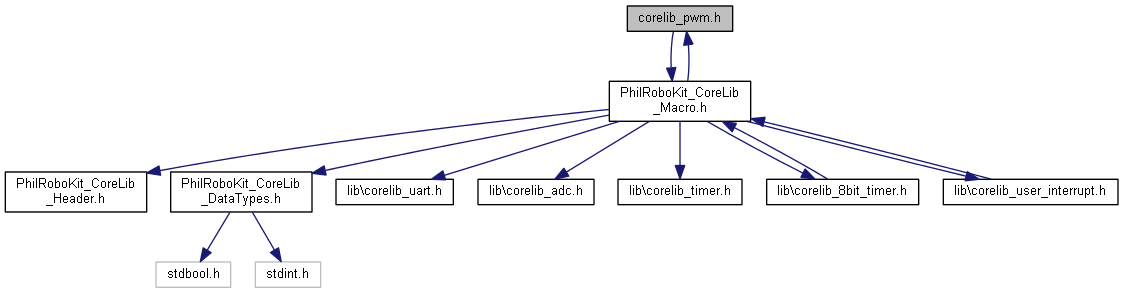 corelib_pwm.h
PhilRoboKit_CoreLib
_Macro.h
PhilRoboKit_CoreLib
_Header.h
PhilRoboKit_CoreLib
_DataTypes.h
lib\corelib_uart.h
lib\corelib_adc.h
lib\corelib_timer.h
lib\corelib_8bit_timer.h
lib\corelib_user_interrupt.h
stdbool.h
stdint.h